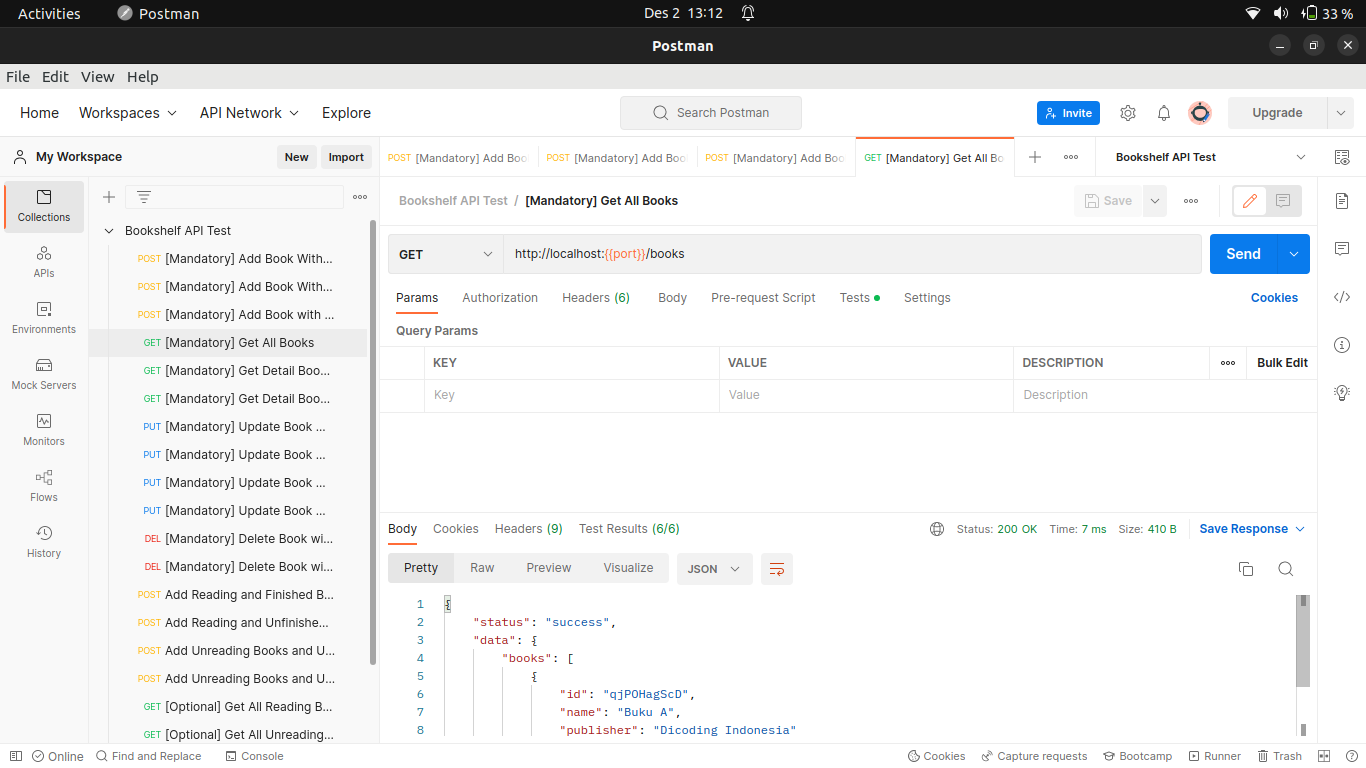 Activities Postman Des 2 13:12 33 %
Postman
File Edit View Help
Home Workspaces API Network Explore Search Postman Invite Upgrade
My Workspace New Import POST [Mandatory] Add Boo POST [Mandatory] Add Boo POST [Mandatory] Add Boo GET [Mandatory] Get All Bo Bookshelf API Test
Collections
APIs
Environments
Mock Servers
Monitors
Flows
History
Bookshelf API Test
POST [Mandatory] Add Book With...
POST [Mandatory] Add Book With...
POST [Mandatory] Add Book with ...
GET [Mandatory] Get All Books
GET [Mandatory] Get Detail Boo...
GET [Mandatory] Get Detail Boo...
PUT [Mandatory] Update Book ...
PUT [Mandatory] Update Book ...
PUT [Mandatory] Update Book ...
PUT [Mandatory] Update Book ...
DEL [Mandatory] Delete Book wi...
DEL [Mandatory] Delete Book wi...
POST Add Reading and Finished B...
POST Add Reading and Unfinishe...
POST Add Unreading Books and U...
POST Add Unreading Books and U...
GET [Optional] Get All Reading B...
GET [Optional] Get All Unreading...
Bookshelf API Test / [Mandatory] Get All Books Save
GET http://localhost:{{port}}/books Send
Params Authorization Headers (6) Body Pre-request Script Tests Settings Cookies
Query Params
KEY VALUE DESCRIPTION Bulk Edit
Key Value Description
Body Cookies Headers (9) Test Results (6/6) Status: 200 OK Time: 7 ms Size: 410 B Save Response
Pretty Raw Preview Visualize JSON
1 {
2 "status": "success",
3 "data": {
4 "books": [
5 {
6 "id": "qjPOHagScD",
7 "name": "Buku A",
8 "publisher": "Dicoding Indonesia"
Online Find and Replace Console Cookies Capture requests Bootcamp Runner Trash